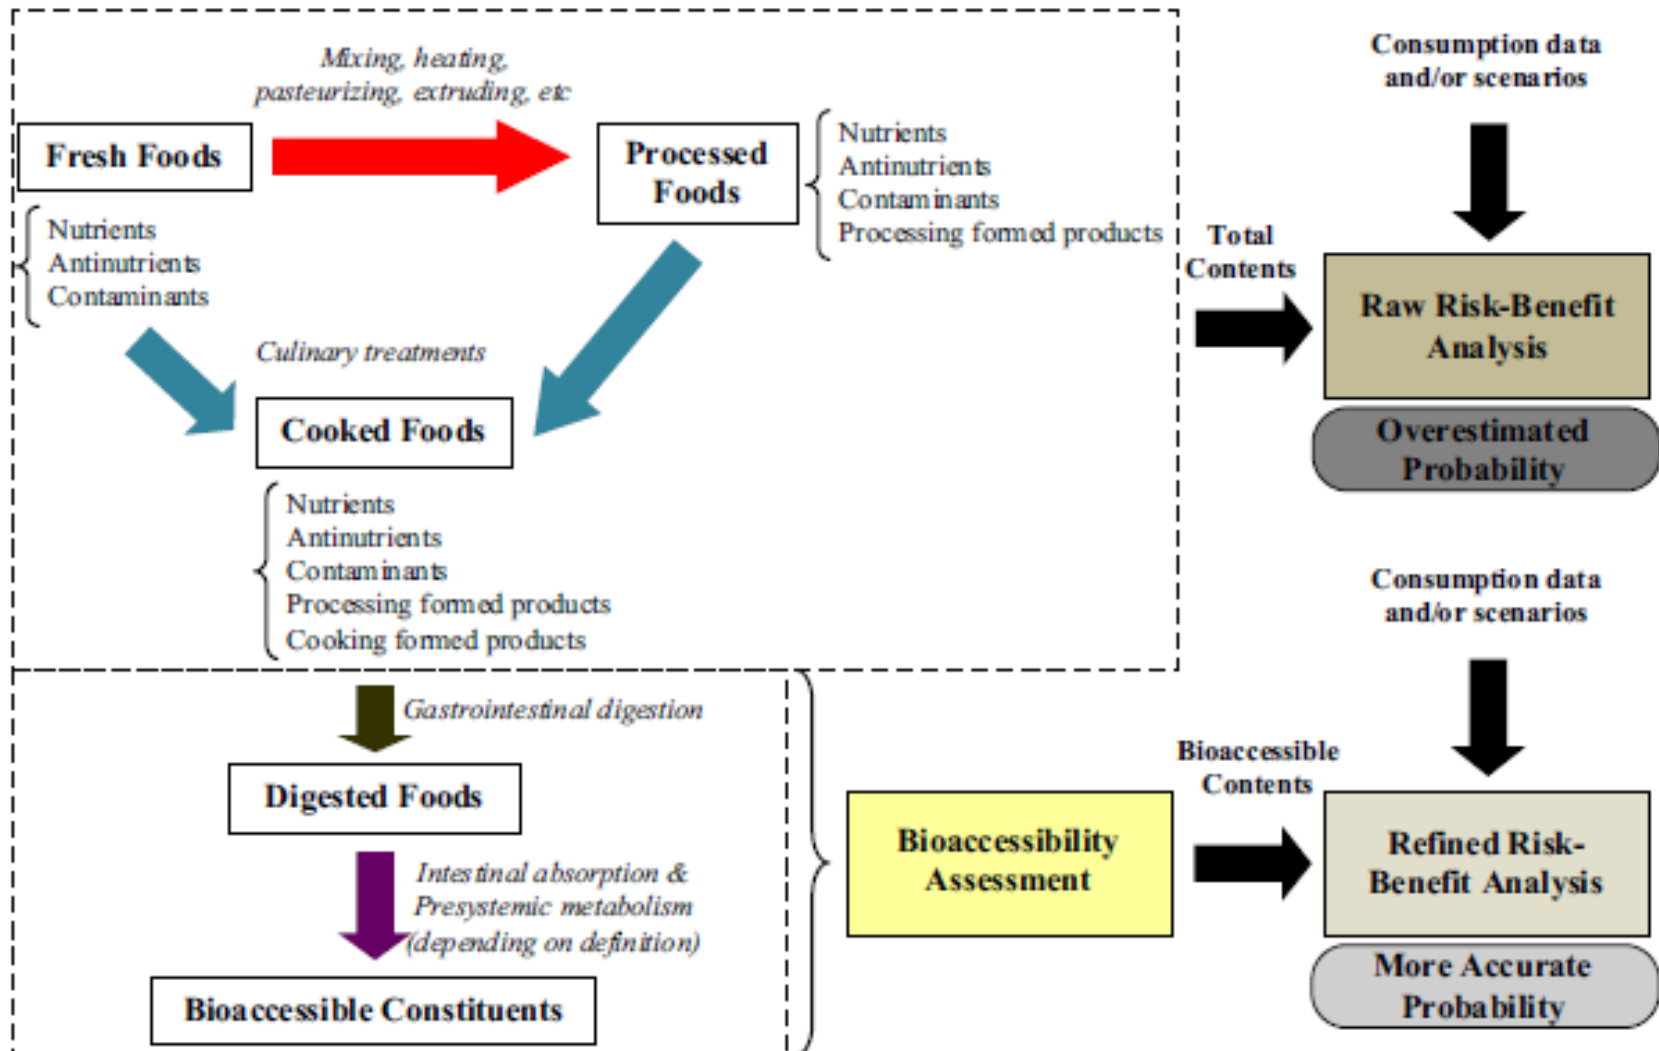 Mixing, heating,
pasteurizing, extruding, etc
Fresh Foods
Nutrients
Antinutrients
Contaminants
Processed
Foods
Nutrients
Antinutrients
Contaminants
Processing formed products
Culinary treatments
Cooked Foods
Nutrients
Antinutrients
Contaminants
Processing formed products
Cooking formed products
Total
Contents
Consumption data
and/or scenarios
Raw Risk-Benefit
Analysis
Overestimated
Probability
Gastrointestinal digestion
Digested Foods
Intestinal absorption &
Presystemic metabolism
(depending on definition)
Bioaccessible Constituents
Bioaccessibility
Assessment
Bioaccessible
Contents
Consumption data
and/or scenarios
Refined Risk-
Benefit Analysis
More Accurate
Probability